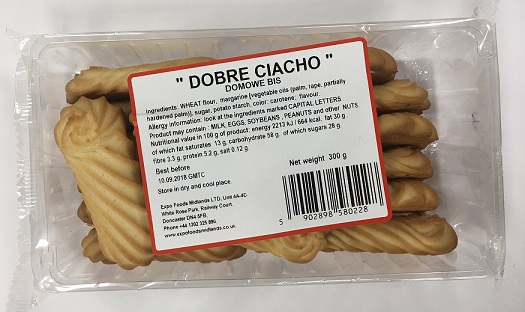 " DOBRE CIACHO "
DOMOWE BIS
Ingredients: WHEAT flour, margarine [vegetable oils (palm, rape, partially
hardened palm)], sugar, potato starch, color: carotene, flavour.
Allergy information: look at the ingredients marked CAPITAL LETTERS
Product may contain : MILK, EGGS, SOYBEANS , PEANUTS and other NUTS
Nutritional value in 100 g of product: energy 2213 kJ / 664 kcal, fat 30 g ,
of which fat saturates 13 g, carbohydrate 58 g, of which sugars 26 g,
Fibre 3.3 g, protein 5.2 g, salt 0.12 g.
Best before
10.09.2018 GMTC
Net weight 300 g
Store in dry and cool place.
Expo Foods Midlands LTD, Unit 4A-4C
White Rose Park, Railway Court,
Doncaster DN4 5FB,
Phone +44 1302 325 886
www.expofoodsmidlands.co.uk
5 902898 580228